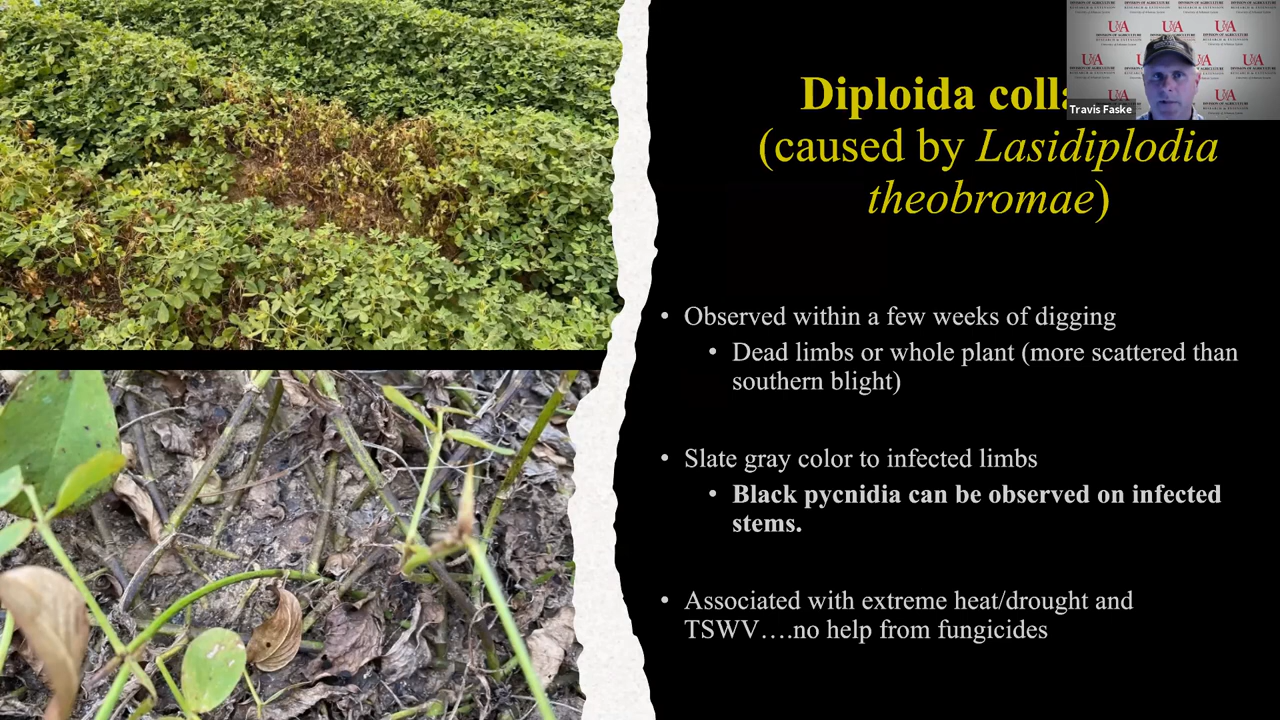 Diploida
(caused by Lasidiplodia
theobromae)
Travis Faske
• Observed within a few weeks of digging
• Dead limbs or whole plant (more scattered than
southern blight)
• Slate gray color to infected limbs
• Black pycnidia can be observed on infected
stems.
• Associated with extreme heat/drought and
TSWV….no help from fungicides